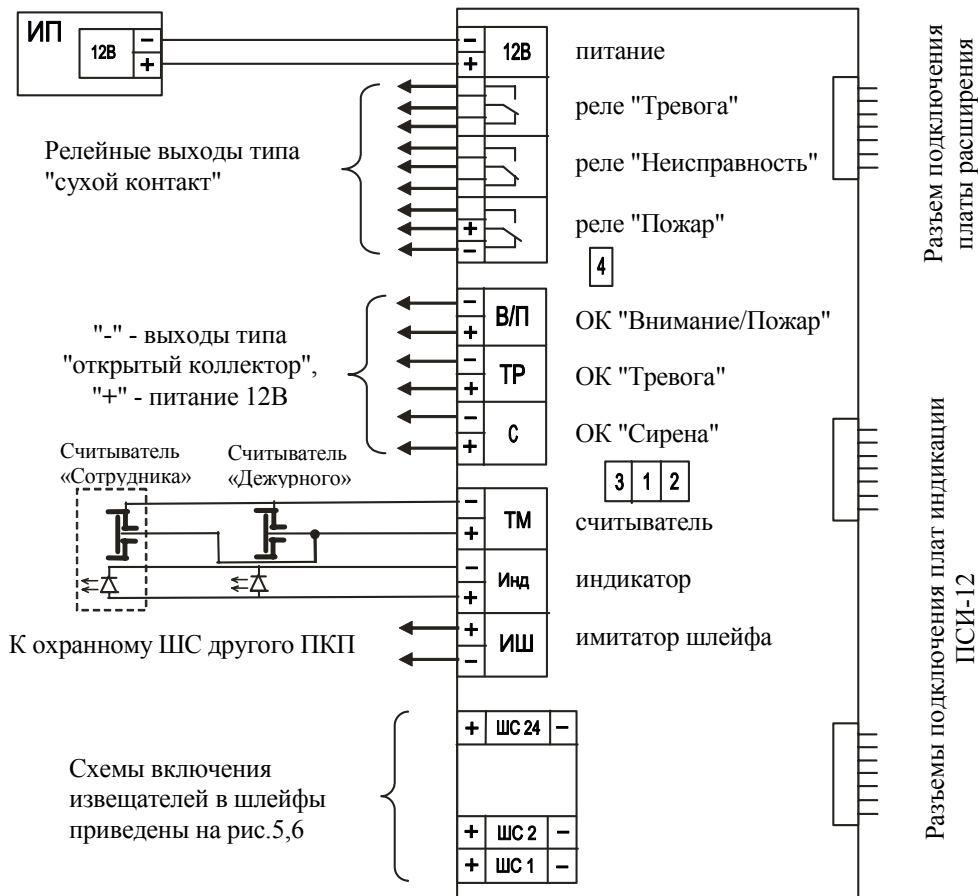 ИП
12В
−
+
−
+
12В
питание
реле "Тревога"
Релейные выходы типа
"сухой контакт"
реле "Неисправность"
+
−
реле "Пожар"
4
"-" - выходы типа
"открытый коллектор",
"+" - питание 12В
−
+
В/П
ОК "Внимание/Пожар"
−
+
ТР
ОК "Тревога"
−
+
С
ОК "Сирена"
3 1 2
Считыватель
«Сотрудника»
Считыватель
«Дежурного»
−
+
ТМ
считыватель
−
+
Инд
индикатор
К охранному ШС другого ПКП
+
−
ИШ
имитатор шлейфа
Схемы включения
извещателей в шлейфы
приведены на рис.5,6
+ ШС 24 −
+ ШС 2 −
+ ШС 1 −
Разъем подключения
платы расширения
Разъемы подключения плат индикации
ПСИ-12